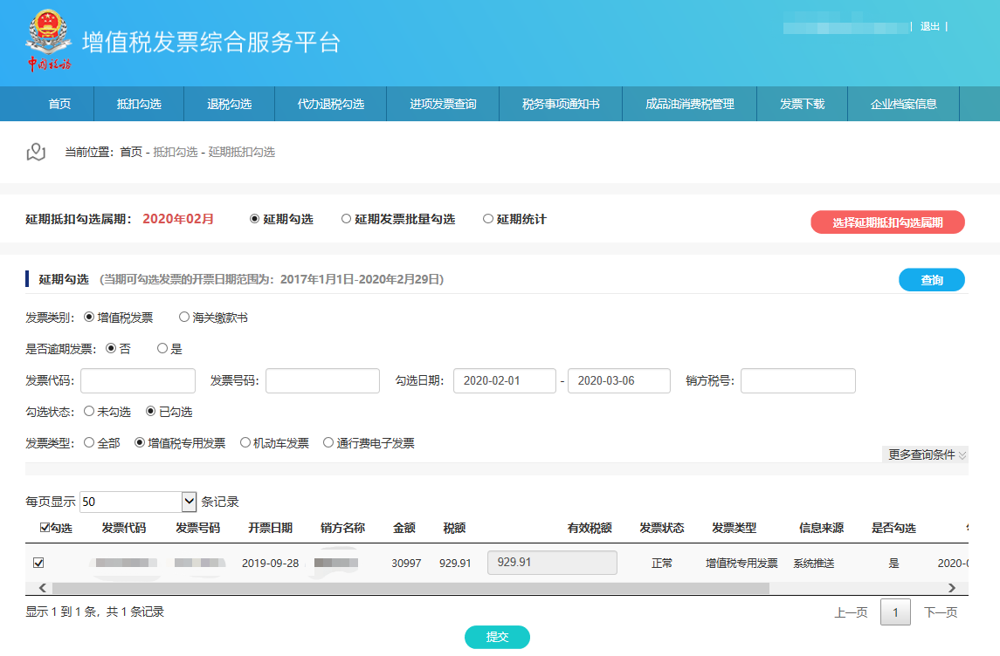 退出 |
中国税务
增值税发票综合服务平台
首页 抵扣勾选 退税勾选 代办退税勾选 进项发票查询 税务事项通知书 成品油消费税管理 发票下载 企业档案信息
当前位置：首页 - 抵扣勾选 - 延期抵扣勾选
延期抵扣勾选属期： 2020年02月 延期勾选 延期发票批量勾选 延期统计 选择延期抵扣勾选属期
延期勾选 (当期可勾选发票的开票日期范围为：2017年1月1日-2020年2月29日) 查询
发票类别: 增值税发票 海关缴款书
是否逾期发票: 否 是
发票代码: 发票号码: 勾选日期: 2020-02-01 - 2020-03-06 销方税号:
勾选状态: 未勾选 已勾选
发票类型: 全部 增值税专用发票 机动车发票 通行费电子发票
更多查询条件
每页显示 50 条记录
勾选 发票代码 发票号码 开票日期 销方名称 金额 税额 有效税额 发票状态 发票类型 信息来源 是否勾选
2019-09-28 30997 929.91 929.91 正常 增值税专用发票 系统推送 是 2020-0
显示 1 到 1 条，共 1 条记录 上一页 1 下一页
提交